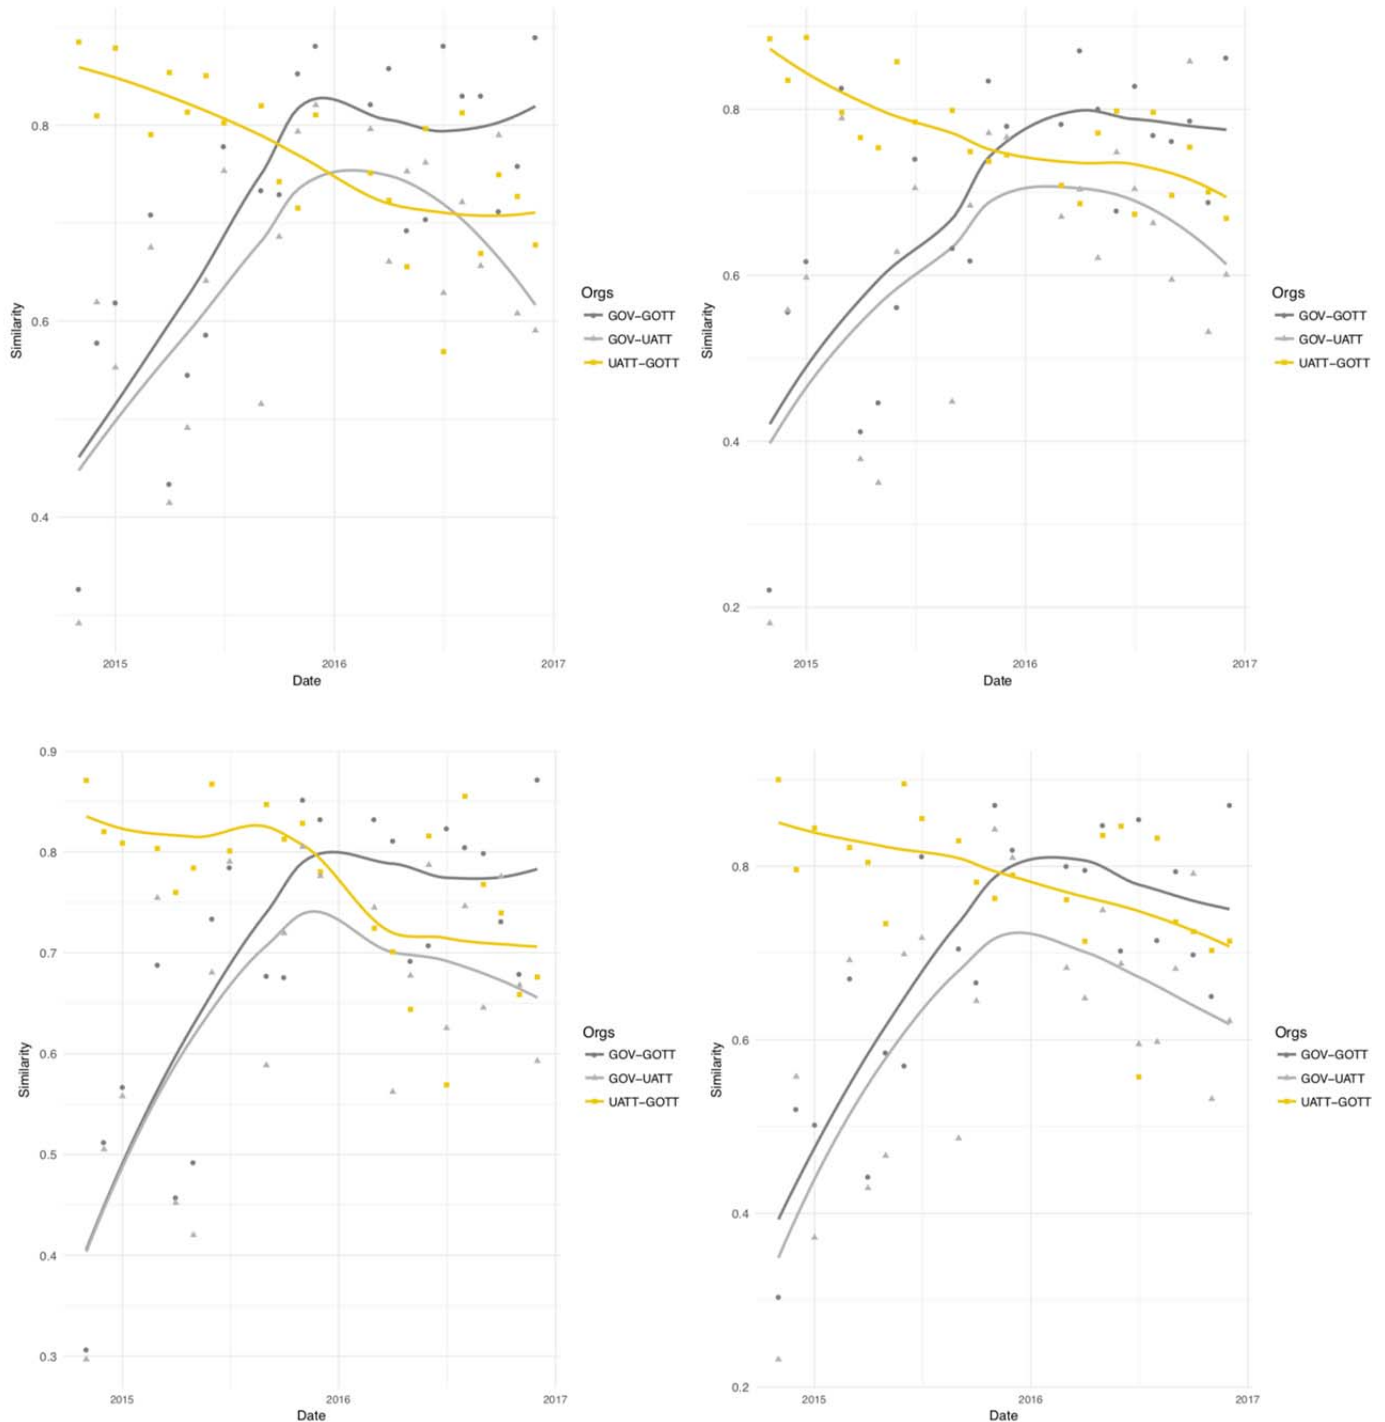 0.8
0.6
0.4
Similarity
2015
2016
2017
Date
Orgs
GOV–GOTT
GOV–UATT
UATT–GOTT
0.8
0.6
0.4
0.2
Similarity
2015
2016
2017
Date
Orgs
GOV–GOTT
GOV–UATT
UATT–GOTT
0.9
0.8
0.7
0.6
0.5
0.4
0.3
Similarity
2015
2016
2017
Date
Orgs
GOV–GOTT
GOV–UATT
UATT–GOTT
0.8
0.6
0.4
0.2
Similarity
2015
2016
2017
Date
Orgs
GOV–GOTT
GOV–UATT
UATT–GOTT